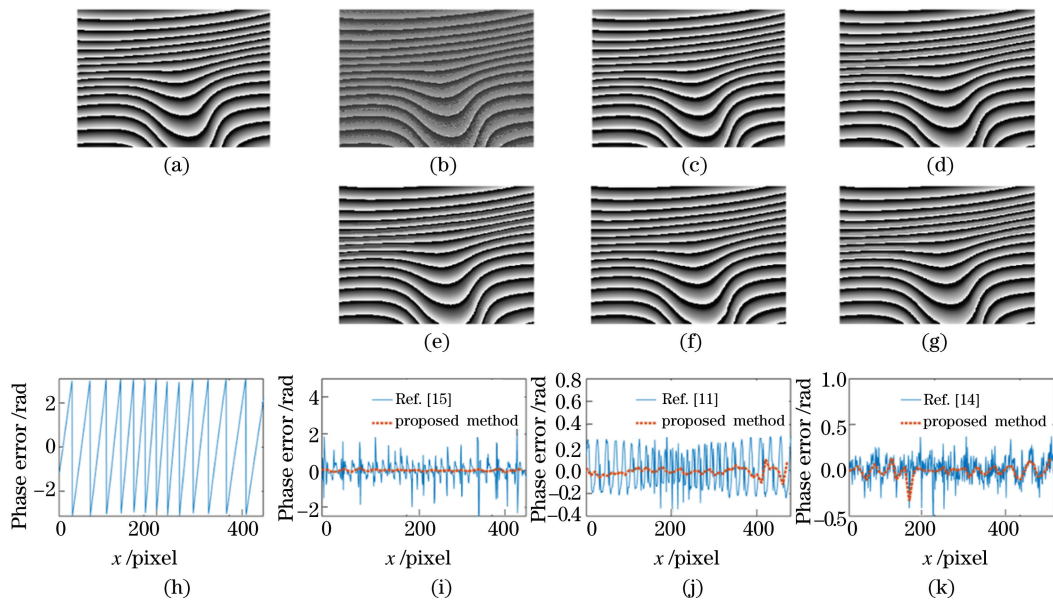 (a)
(b)
(c)
(d)
(e)
(f)
(g)
Phase error /rad
2
0
-2
0
200
400
x /pixel
(h)
Phase error /rad
4
2
0
-2
Ref. [15]
proposed method
0
200
400
x /pixel
(i)
Phase error /rad
0.8
0.6
0.4
0.2
0.0
-0.2
-0.4
Ref. [11]
proposed method
0
200
400
x /pixel
(j)
Phase error /rad
1.0
0.5
0.0
-0.5
Ref. [14]
proposed method
0
200
400
x /pixel
(k)